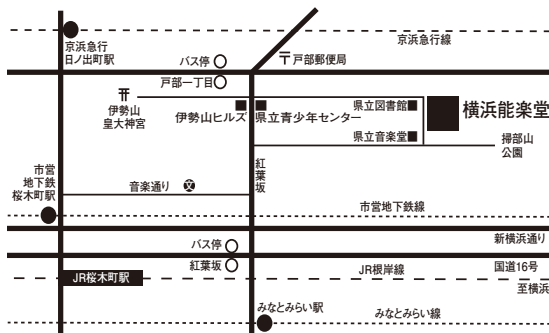 京浜急行線
京浜急行
日ノ出町駅
バス停
〒戸部郵便局
戸部一丁目
伊勢山
皇大神宮
伊勢山ヒルズ
県立青少年センター
県立図書館
横浜能楽堂
県立音楽堂
掃部山
公園
紅葉坂
市営
地下鉄
桜木町駅
音楽通り
文
市営地下鉄線
新横浜通り
バス停
紅葉坂
JR根岸線
国道16号
JR桜木町駅
至横浜
みなとみらい駅
みなとみらい線